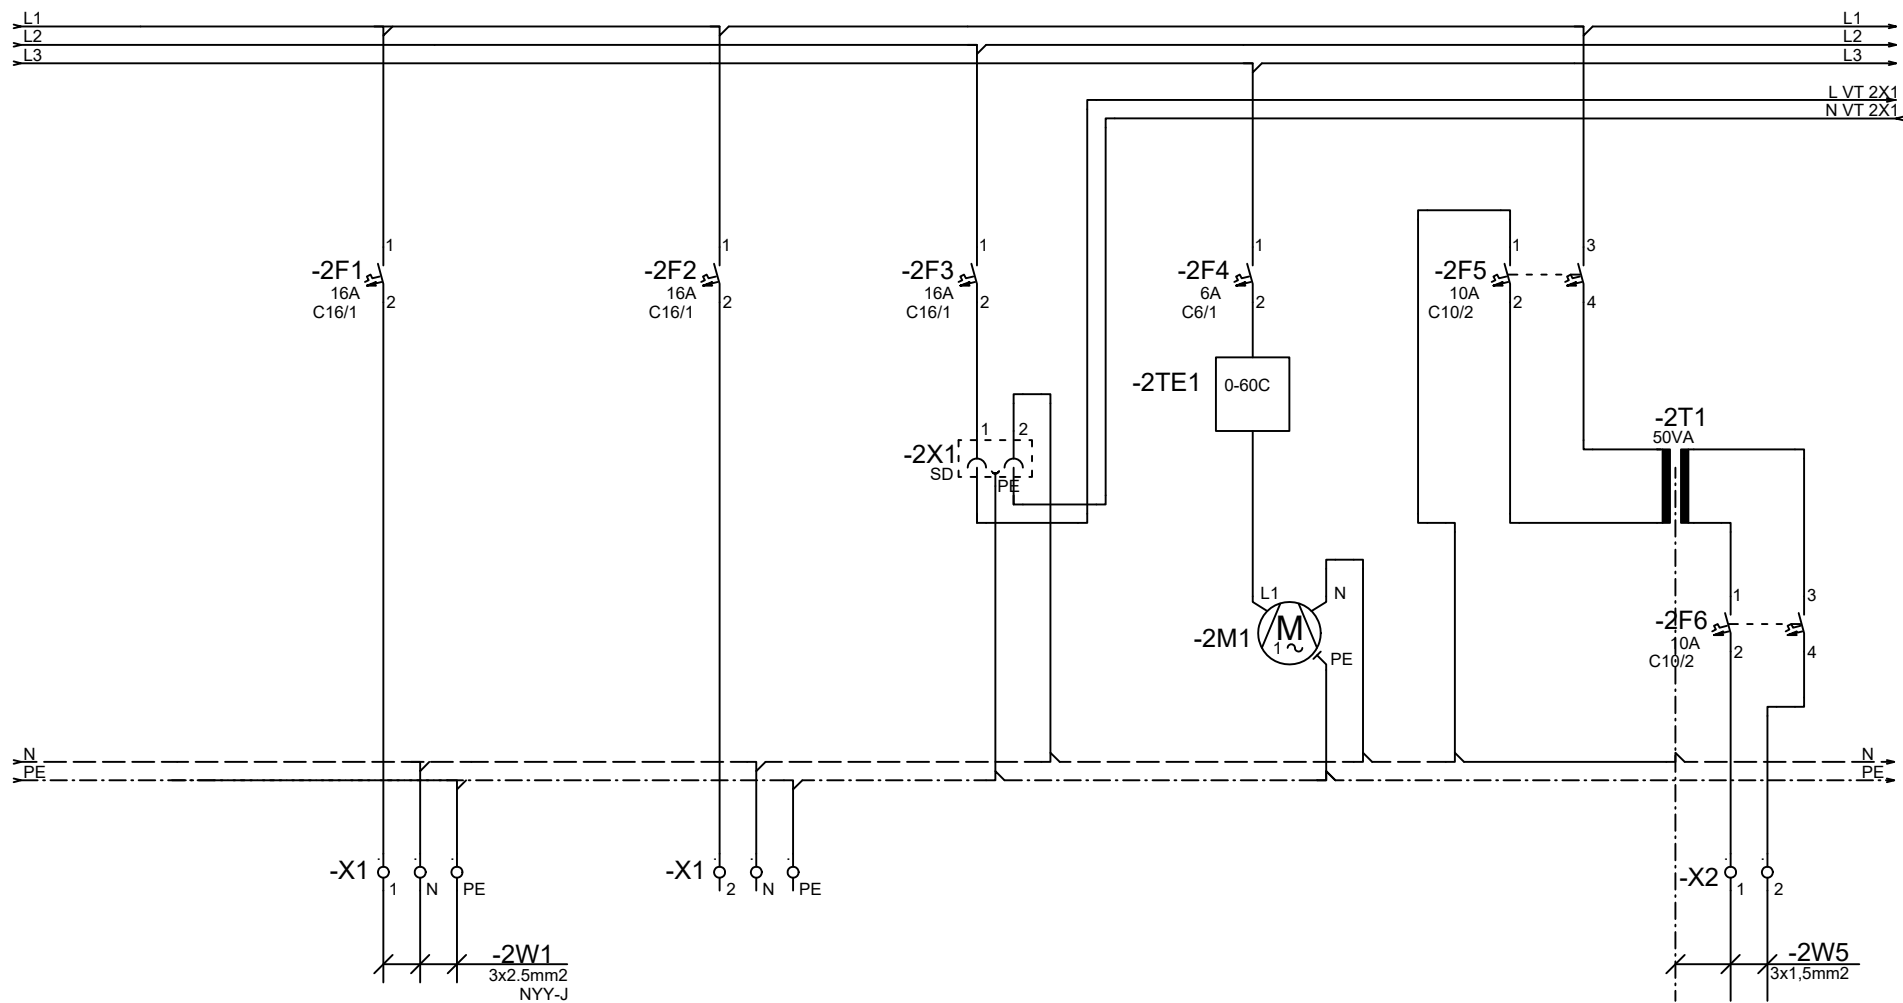 L1 L1
L2 L2
L3 L3
L VT 2X1
N VT 2X1
1 1 1 1 1 3
-2F1 -2F2 -2F3 -2F4 -2F5
16A 16A 16A 6A 10A
2 2 2 2 2 4
C16/1 C16/1 C16/1 C6/1 C10/2
-2TE1 0-60C
-2T1
50VA
1 2
-2X1
SD
PE
L1 N
1 3
-2F6
-2M1 M
10A
1 ~
2 4
PE
C10/2
N N
PE PE
-X1 -X1 -X2
1 N PE 2 N PE 1 2
-2W1 -2W5
3x2.5mm2 3x1,5mm2
NYY-J